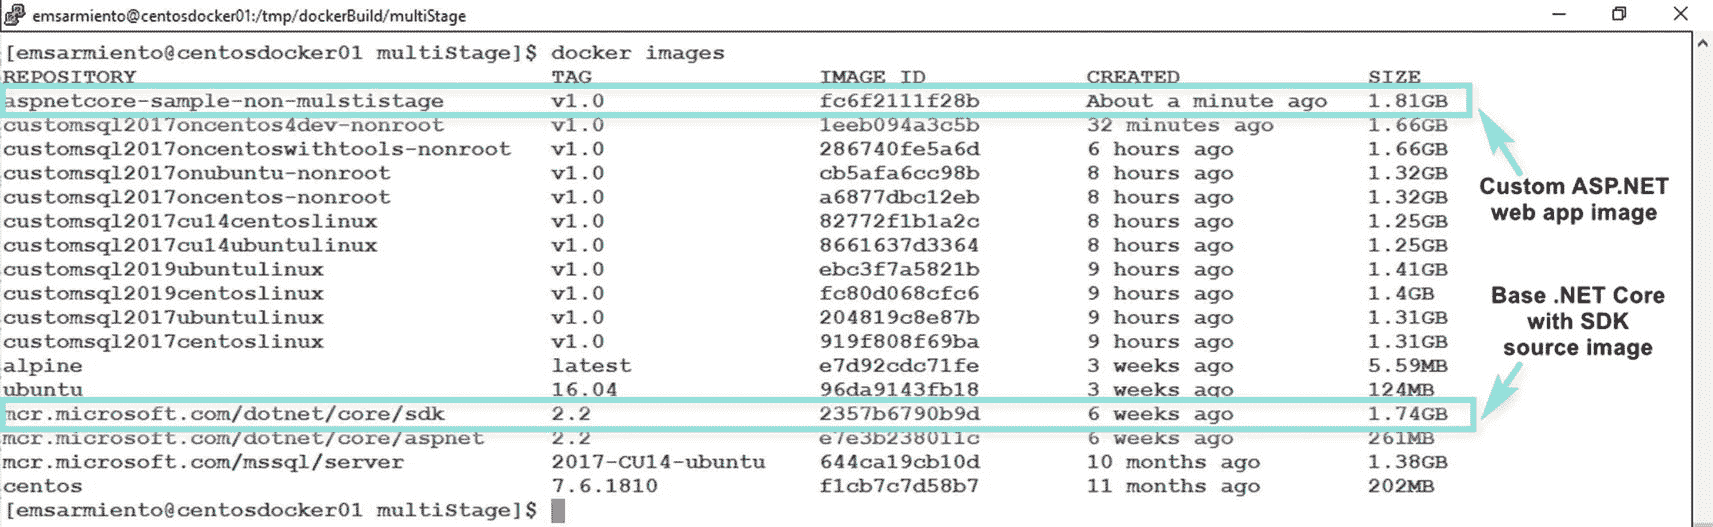 emsarmiento@centosdocker01:/tmp/dockerBuild/multiStage
[emsarmiento@centosdocker01 multiStage]$ docker images
REPOSITORY TAG IMAGE ID CREATED SIZE
aspnetcore-sample-non-mulstistage v1.0 fc6f2111f28b About a minute ago 1.81GB
customsql2017oncentos4dev-nonroot v1.0 1eeb094a3c5b 32 minutes ago 1.66GB
customsql2017oncentoswithtools-nonroot v1.0 286740fe5a6d 6 hours ago 1.66GB
customsql2017onubuntu-nonroot v1.0 cb5afa6cc98b 8 hours ago 1.32GB
customsql2017oncentos-nonroot v1.0 a6877dbc12eb 8 hours ago 1.32GB
customsql2017cu14centoslinux v1.0 82772f1b1a2c 8 hours ago 1.25GB
customsql2017cu14ubuntulinux v1.0 8661637d3364 8 hours ago 1.25GB
customsql2019ubuntulinux v1.0 ebc3f7a5821b 9 hours ago 1.41GB
customsql2019centoslinux v1.0 fc80d068cfc6 9 hours ago 1.4GB
customsql2017ubuntulinux v1.0 204819c8e87b 9 hours ago 1.31GB
customsql2017centoslinux v1.0 919f808f69ba 9 hours ago 1.31GB
alpine latest e7d92cdc71fe 3 weeks ago 5.59MB
ubuntu 16.04 96da9143fb18 3 weeks ago 124MB
mcr.microsoft.com/dotnet/core/sdk 2.2 2357b6790b9d 6 weeks ago 1.74GB
mcr.microsoft.com/dotnet/core/aspnet 2.2 e7e3b238011c 6 weeks ago 261MB
mcr.microsoft.com/mssql/server 2017-CU14-ubuntu 644ca19cb10d 10 months ago 1.38GB
centos 7.6.1810 f1cb7c7d58b7 11 months ago 202MB
[emsarmiento@centosdocker01 multiStage]$
Custom ASP.NET
web app image
Base .NET Core
with SDK
source image